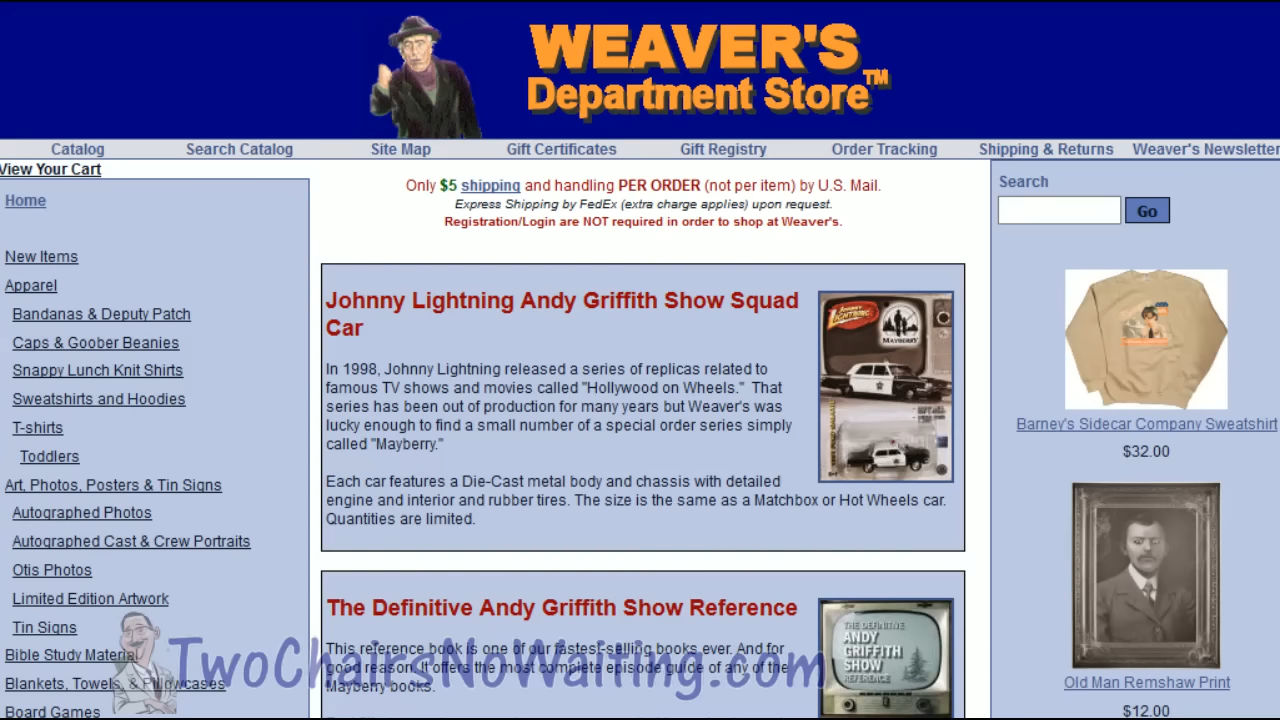 WEAVER'S
Department Store™
Catalog
Search Catalog
Site Map
Gift Certificates
Gift Registry
Order Tracking
Shipping & Returns
Weaver's Newsletter
View Your Cart
Home
New Items
Apparel
Bandanas & Deputy Patch
Caps & Goober Beanies
Snappy Lunch Knit Shirts
Sweatshirts and Hoodies
T-shirts
Toddlers
Art, Photos, Posters & Tin Signs
Autographed Photos
Autographed Cast & Crew Portraits
Otis Photos
Limited Edition Artwork
Tin Signs
Bible Study Material
Blankets, Towels, & Pillowcases
Board Games
Only $5 shipping and handling PER ORDER (not per item) by U.S. Mail.
Express Shipping by FedEx (extra charge applies) upon request.
Registration/Login are NOT required in order to shop at Weaver's.
Johnny Lightning Andy Griffith Show Squad
Car
In 1998, Johnny Lightning released a series of replicas related to
famous TV shows and movies called "Hollywood on Wheels." That
series has been out of production for many years but Weaver's was
lucky enough to find a small number of a special order series simply
called "Mayberry."
Each car features a Die-Cast metal body and chassis with detailed
engine and interior and rubber tires. The size is the same as a Matchbox or Hot Wheels car.
Quantities are limited.
JOHNNY
LIGHTNING
MAYBERRY
The Definitive Andy Griffith Show Reference
This reference book is one of our fastest-selling books ever. And for
good reason. It offers the most complete episode guide of any of the
Mayberry books.
THE DEFINITIVE
ANDY
GRIFFITH
SHOW
REFERENCE
TwoChairsNoWaiting.com
Search
Go
Barney's Sidecar Company Sweatshirt
$32.00
Old Man Remshaw Print
$12.00